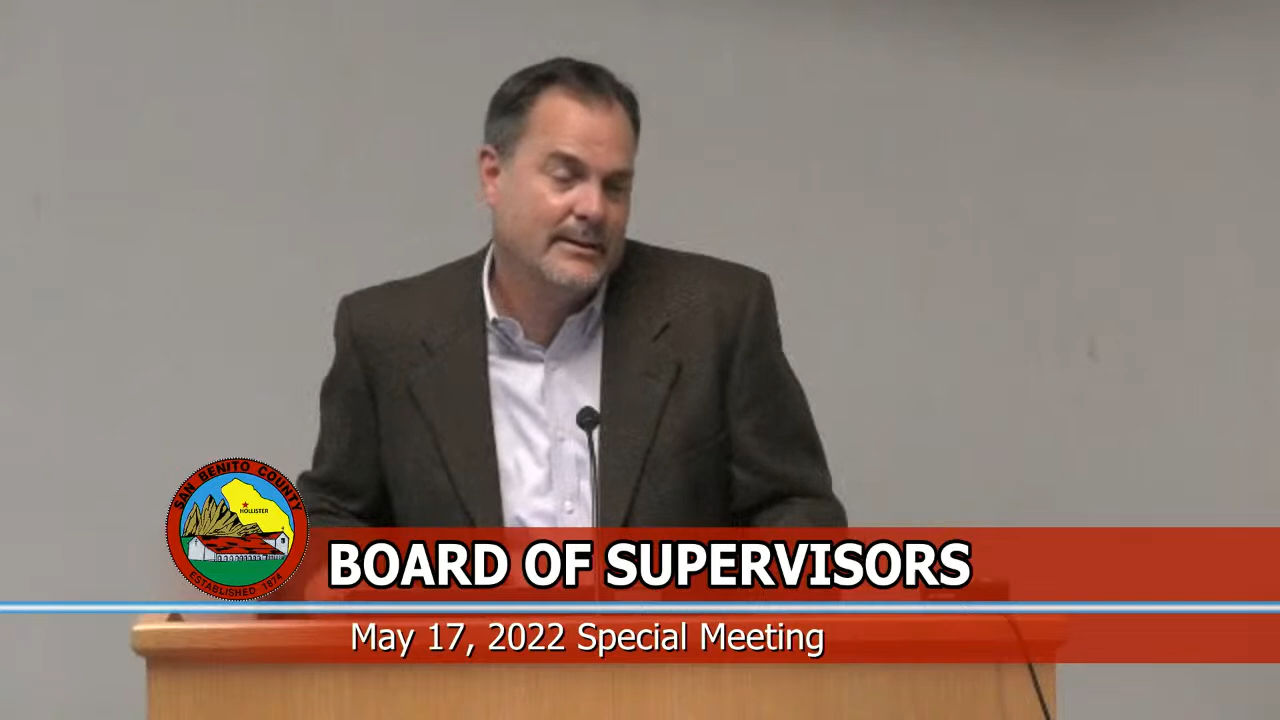 SAN BENITO COUNTY
HOLLISTER
ESTABLISHED 1874
BOARD OF SUPERVISORS
May 17, 2022 Special Meeting